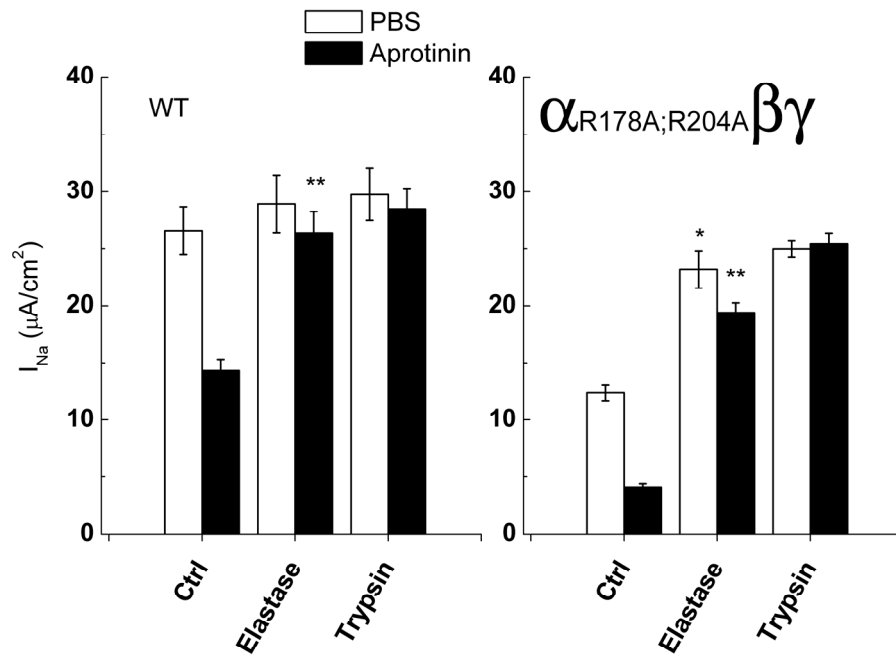 PBS
Aprotinin
WT
I_Na (µA/cm²)
40
30
20
10
0
**
Ctrl
Elastase
Trypsin
αR178A;R204Aβγ
40
30
20
10
0
*
**
Ctrl
Elastase
Trypsin